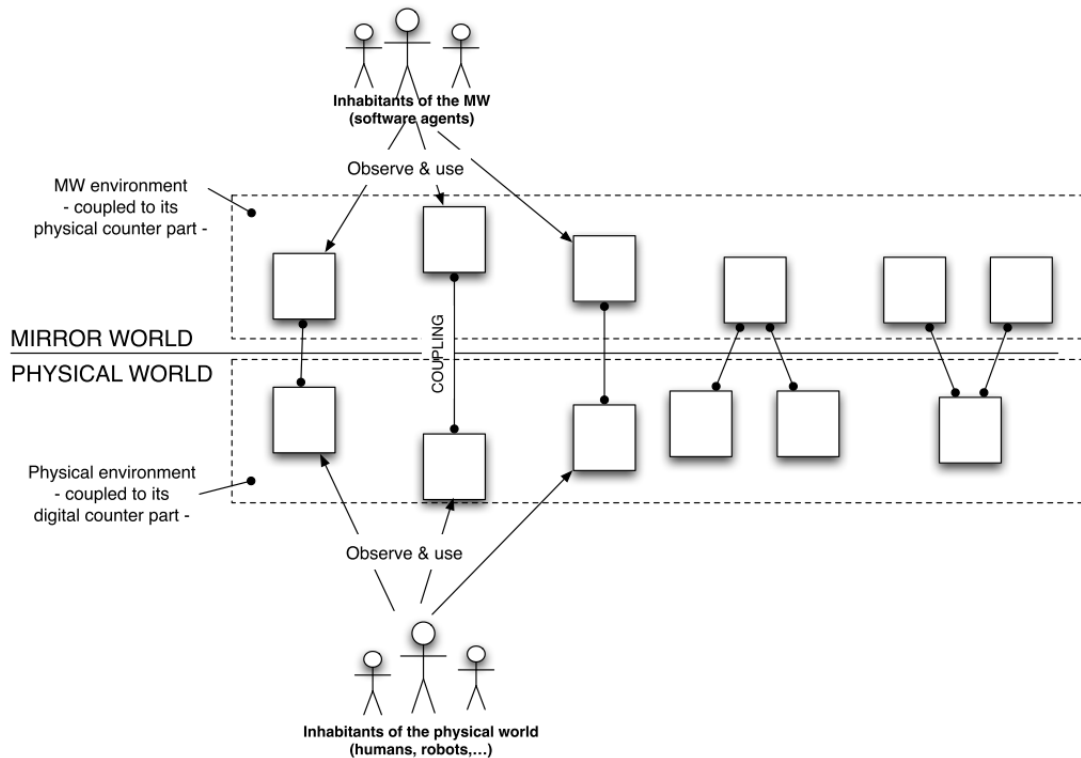 Inhabitants of the MW
(software agents)
Observe & use
MW environment
- coupled to its
physical counter part -
COUPLING
MIRROR WORLD
PHYSICAL WORLD
Physical environment
- coupled to its
digital counter part -
Observe & use
Inhabitants of the physical world
(humans, robots,...)